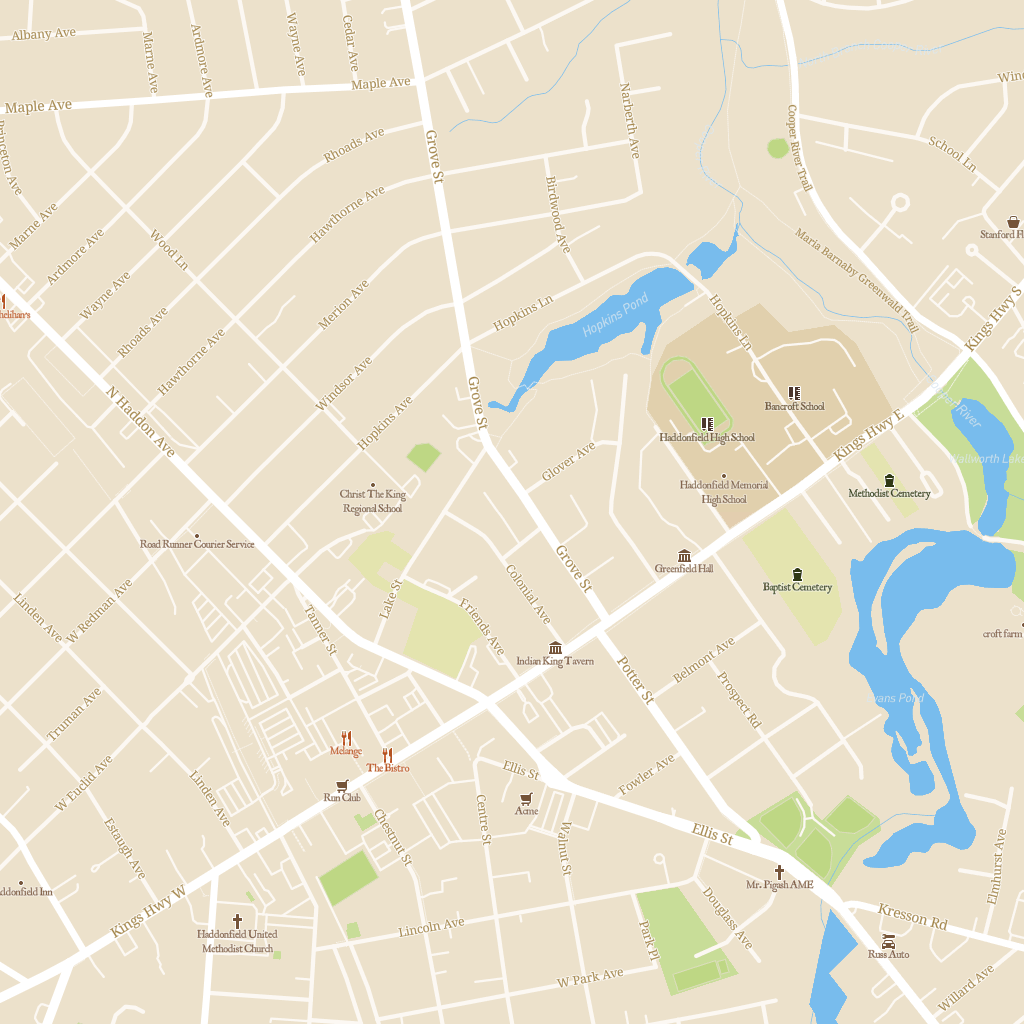 Albany Ave
Marne Ave
Ardmore Ave
Wayne Ave
Cedar Ave
Maple Ave
Maple Ave
Princeton Ave
Grove St
Narberth Ave
Cooper River Trail
School Ln
Rhoads Ave
Hawthorne Ave
Birdwood Ave
Marne Ave
Ardmore Ave
Wood Ln
Wayne Ave
Merion Ave
Maria Barnaby Greenwald Trail
Kings Hwy S
Rhoads Ave
Hawthorne Ave
Hopkins Ln
Hopkins Pond
Hopkins Ln
N Haddon Ave
Windsor Ave
Hopkins Ave
Grove St
Bancroft School
Haddonfield High School
Kings Hwy E
Glover Ave
Christ The King
Regional School
Haddonfield Memorial
High School
Methodist Cemetery
Road Runner Courier Service
Greenfield Hall
Baptist Cemetery
Grove St
Colonial Ave
Lake St
Friends Ave
Linden Ave
W Redman Ave
Tanner St
Indian King Tavern
Belmont Ave
Potter St
Prospect Rd
croft farm
Truman Ave
Melange
The Bistro
Run Club
Ellis St
Acme
Fowler Ave
W Euclid Ave
Linden Ave
Estaugh Ave
Chestnut St
Centre St
Walnut St
Ellis St
Mr. Pigash AME
Elmhurst Ave
Kings Hwy W
Haddonfield United
Methodist Church
Lincoln Ave
Park Pl
Douglass Ave
Kresson Rd
Russ Auto
W Park Ave
Willard Ave